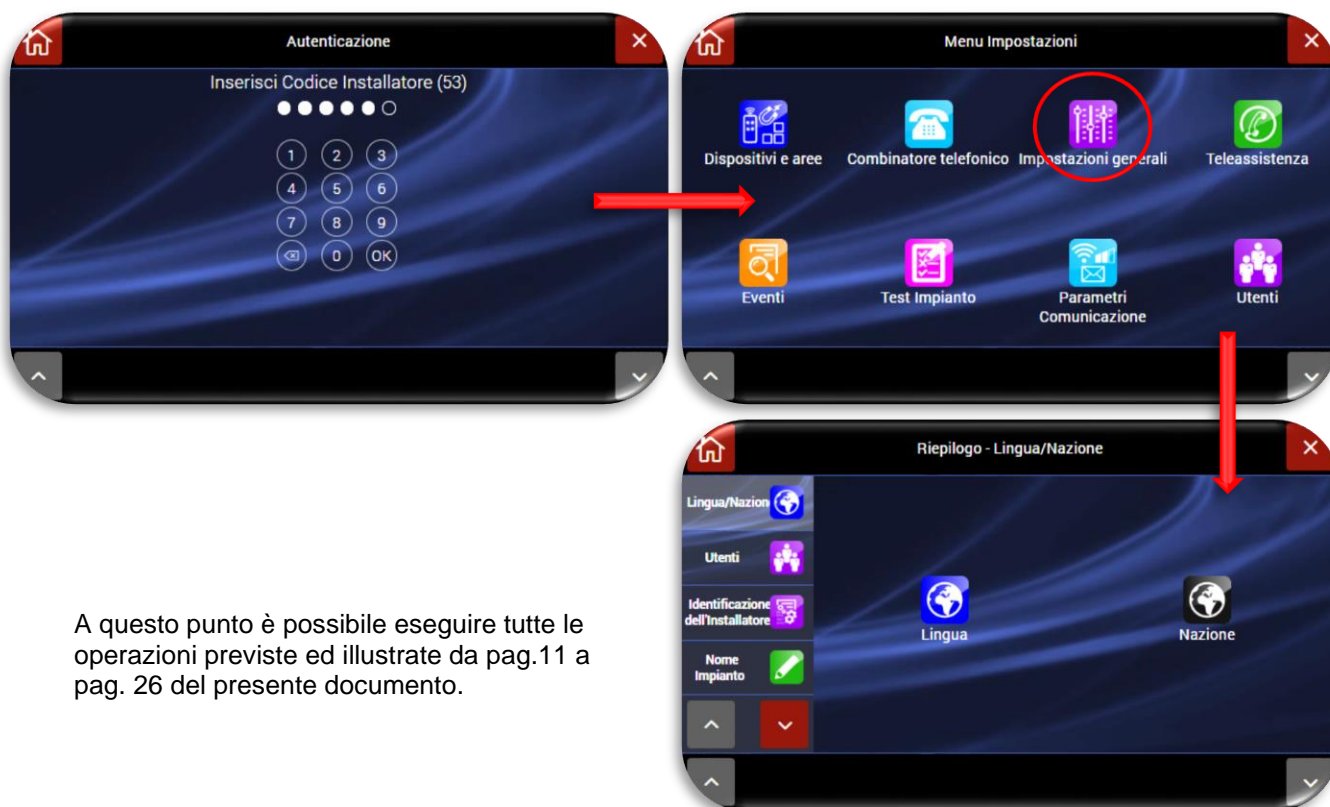 Autenticazione
Inserisci Codice Installatore (53)
1 2 3
4 5 6
7 8 9
0 OK
Menu Impostazioni
Dispositivi e aree Combinatore telefonico Impostazioni generali Teleassistenza
Eventi Test Impianto Parametri Comunicazione Utenti
Riepilogo - Lingua/Nazione
Lingua/Nazion
Utenti
Identificazione
dell'Installatore
Nome
Impianto
Lingua Nazione
A questo punto è possibile eseguire tutte le
operazioni previste ed illustrate da pag.11 a
pag. 26 del presente documento.